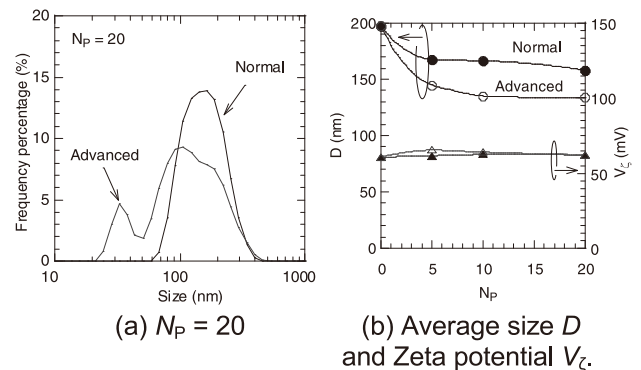 N_P = 20
Normal
Advanced
Frequency percentage (%)
20
15
10
5
0
10
100
1000
Size (nm)
(a) N_P = 20
D (nm)
200
150
100
50
0
Normal
Advanced
150
100
50
0
V_ζ (mV)
0
5
10
15
20
N_P
(b) Average size D
and Zeta potential V_ζ.